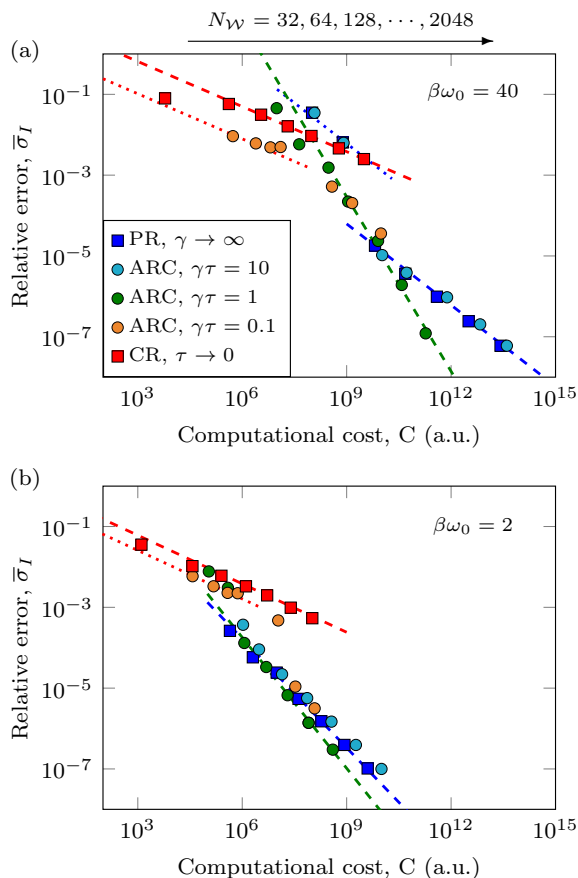 N_W = 32, 64, 128, ⋯, 2048
(a)
βω₀ = 40
10⁻¹
10⁻³
10⁻⁵
10⁻⁷
Relative error, σ̅_I
PR, γ → ∞
ARC, γτ = 10
ARC, γτ = 1
ARC, γτ = 0.1
CR, τ → 0
10³ 10⁶ 10⁹ 10¹² 10¹⁵
Computational cost, C (a.u.)
(b)
βω₀ = 2
10⁻¹
10⁻³
10⁻⁵
10⁻⁷
Relative error, σ̅_I
10³ 10⁶ 10⁹ 10¹² 10¹⁵
Computational cost, C (a.u.)